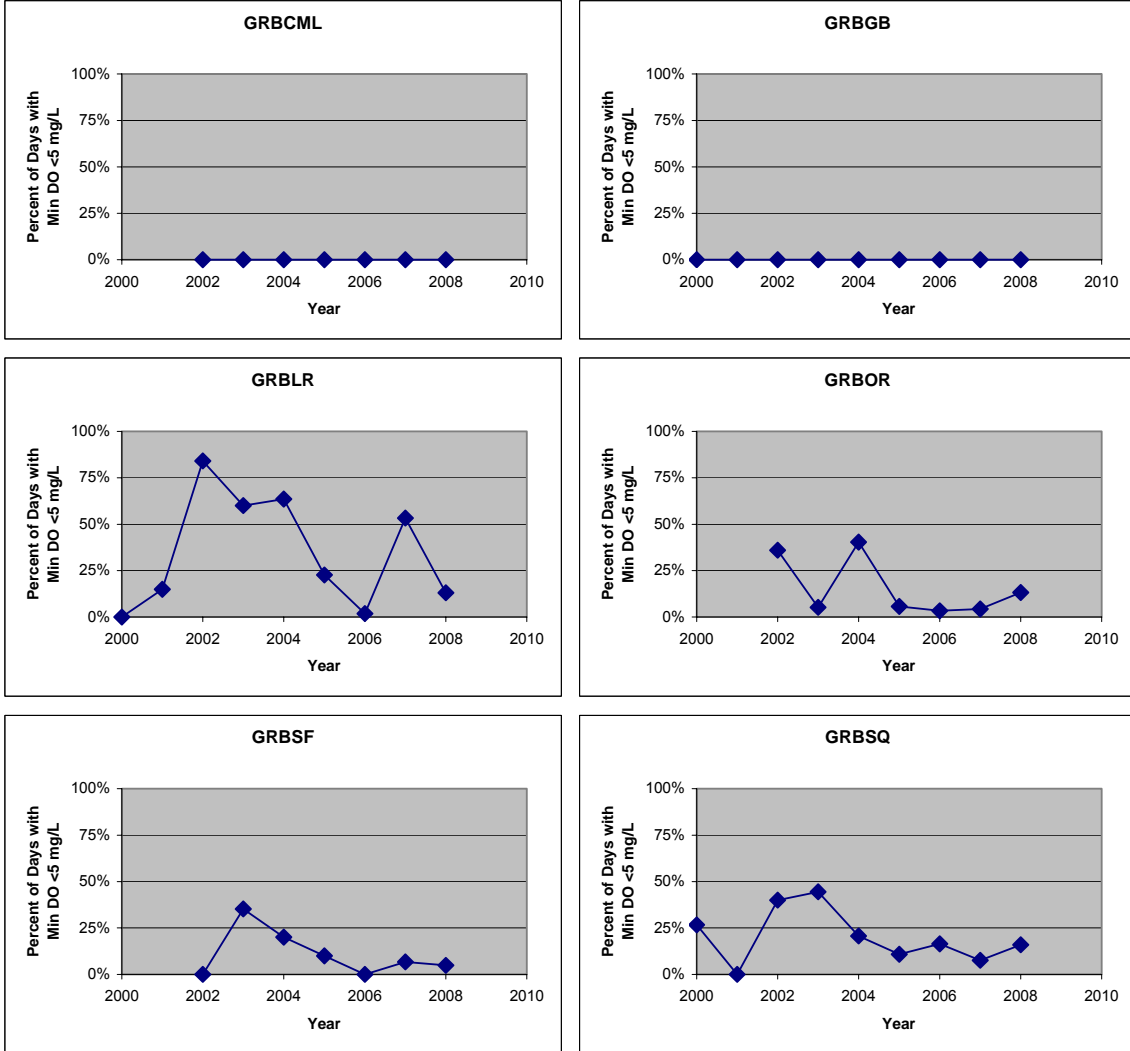 GRBCML
Percent of Days with
Min DO <5 mg/L
100%
75%
50%
25%
0%
2000 2002 2004 2006 2008 2010
Year
GRBGB
Percent of Days with
Min DO <5 mg/L
100%
75%
50%
25%
0%
2000 2002 2004 2006 2008 2010
Year
GRBLR
Percent of Days with
Min DO <5 mg/L
100%
75%
50%
25%
0%
2000 2002 2004 2006 2008 2010
Year
GRBOR
Percent of Days with
Min DO <5 mg/L
100%
75%
50%
25%
0%
2000 2002 2004 2006 2008 2010
Year
GRBSF
Percent of Days with
Min DO <5 mg/L
100%
75%
50%
25%
0%
2000 2002 2004 2006 2008 2010
Year
GRBSQ
Percent of Days with
Min DO <5 mg/L
100%
75%
50%
25%
0%
2000 2002 2004 2006 2008 2010
Year